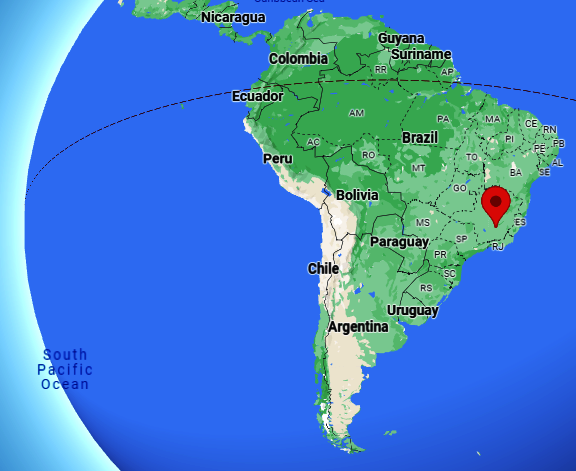 Caribbean Sea
Nicaragua
Guyana
Suriname
Colombia
RR
AP
Ecuador
AM
PA
MA
CE
RN
Brazil
PI
PB
PE
AC
Peru
RO
TO
AL
MT
BA
SE
Bolivia
GO
MS
ES
Paraguay
SP
RJ
PR
Chile
SC
RS
Uruguay
Argentina
South
Pacific
Ocean